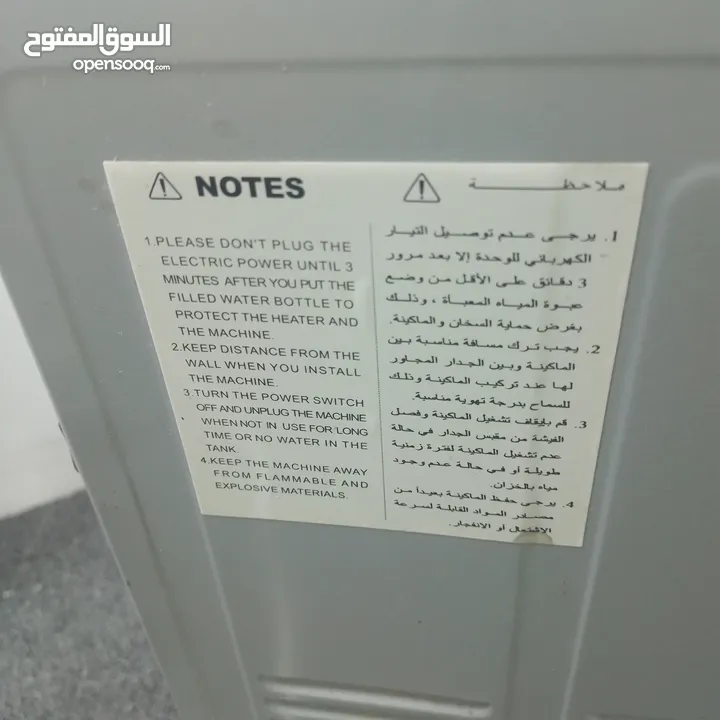 السوق المفتوح
opensooq.com
NOTES
1.PLEASE DON'T PLUG THE
ELECTRIC POWER UNTIL 3
MINUTES AFTER YOU PUT THE
FILLED WATER BOTTLE TO
PROTECT THE HEATER AND
THE MACHINE.
2.KEEP DISTANCE FROM THE
WALL WHEN YOU INSTALL
THE MACHINE.
3.TURN THE POWER SWITCH
OFF AND UNPLUG THE MACHINE
WHEN NOT IN USE FOR LONG
TIME OR NO WATER IN THE
TANK.
4.KEEP THE MACHINE AWAY
FROM FLAMMABLE AND
EXPLOSIVE MATERIALS.
ملاحظة
1. يرجى عدم توصيل التيار
الكهربائي للوحدة إلا بعد مرور
3 دقائق على الأقل من وضع
عبوة المياه المعبأة ، وذلك
بغرض حماية السخان والماكينة.
2. يجب ترك مسافة مناسبة بين
الماكينة وبين الجدار المجاور
لها عند تركيب الماكينة وذلك
للسماح بدرجة تهوية مناسبة.
3. قم بإيقاف تشغيل الماكينة وفصل
الفيشة من مقبس الجدار في حالة
عدم تشغيل الماكينة لفترة زمنية
طويلة أو في حالة عدم وجود
مياه بالخزان.
4. يرجى حفظ الماكينة بعيداً من
مصادر المواد القابلة لسرعة
الاشتعال أو الانفجار.